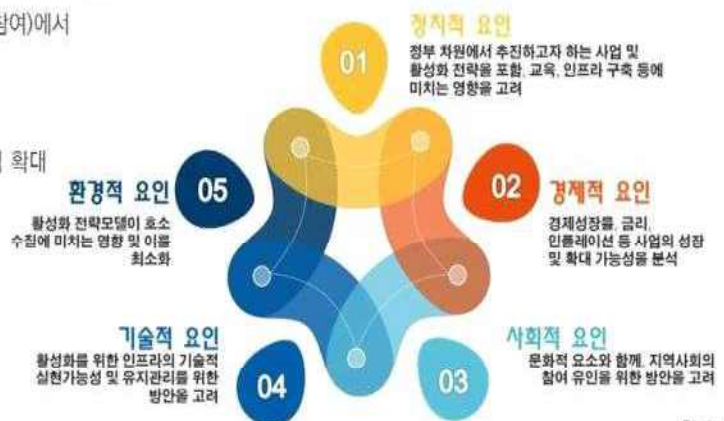 참여)에서
확대
01
정치적 요인
정부 차원에서 추진하고자 하는 사업 및
활성화 전략을 포함, 교육, 인프라 구축 등에
미치는 영향을 고려
02
경제적 요인
경제성장률, 금리,
인플레이션 등 사업의 성장
및 확대 가능성을 분석
03
사회적 요인
문화적 요소와 함께, 지역사회의
참여 유인을 위한 방안을 고려
04
기술적 요인
활성화를 위한 인프라의 기술적
실현가능성 및 유지관리를 위한
방안을 고려
05
환경적 요인
활성화 전략모델이 호소
수질에 미치는 영향 및 이를
최소화